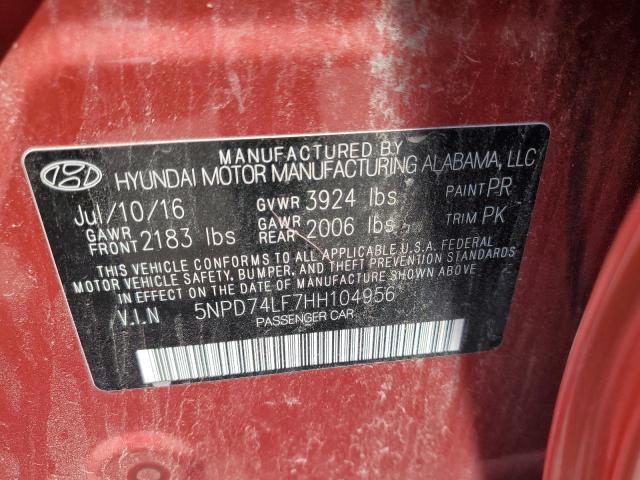 MANUFACTURED BY
HYUNDAI MOTOR MANUFACTURING ALABAMA, LLC
Jul/10/16 GVWR 3924 lbs PAINT PR
GAWR FRONT 2183 lbs GAWR REAR 2006 lbs TRIM PK
THIS VEHICLE CONFORMS TO ALL APPLICABLE U.S.A. FEDERAL
MOTOR VEHICLE SAFETY, BUMPER, AND THEFT PREVENTION STANDARDS
IN EFFECT ON THE DATE OF MANUFACTURE SHOWN ABOVE.
V.I.N 5NPD74LF7HH104956
PASSENGER CAR